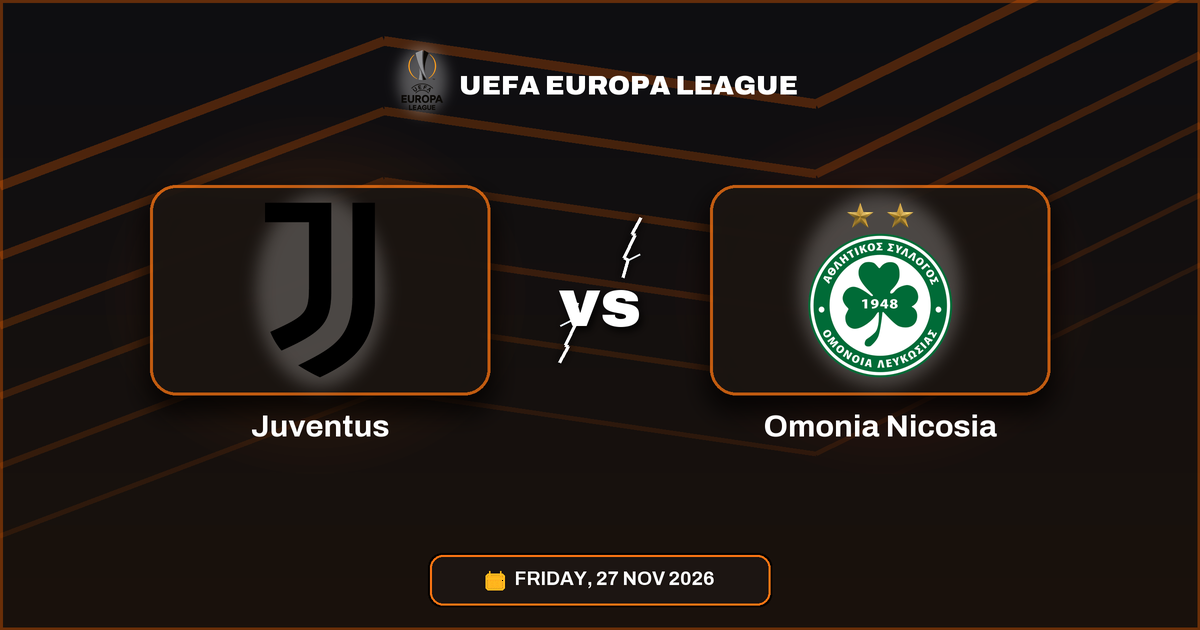 UEFA
EUROPA
LEAGUE
UEFA EUROPA LEAGUE
VS
ΑΘΛΗΤΙΚΟΣ ΣΥΛΛΟΓΟΣ
1948
ΟΜΟΝΟΙΑ ΛΕΥΚΩΣΙΑΣ
Juventus
Omonia Nicosia
FRIDAY, 27 NOV 2026